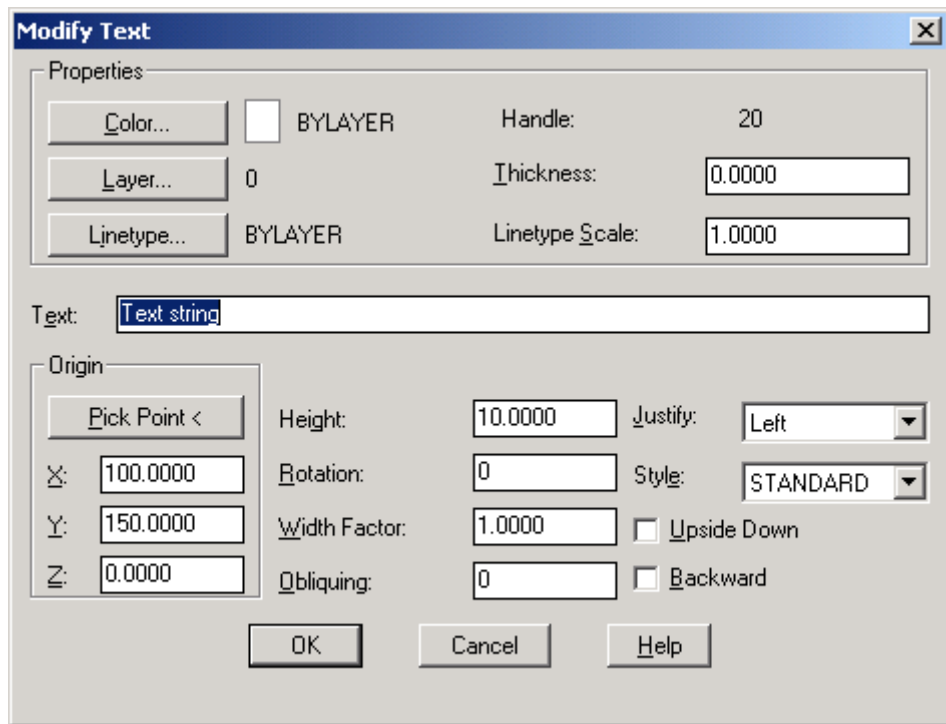 Modify Text
Properties
Color... BYLAYER Handle: 20
Layer... 0 Thickness: 0.0000
Linetype... BYLAYER Linetype Scale: 1.0000
Text: Text string
Origin
Pick Point < Height: 10.0000 Justify: Left
X: 100.0000 Rotation: 0 Style: STANDARD
Y: 150.0000 Width Factor: 1.0000 Upside Down
Z: 0.0000 Obliquing: 0 Backward
OK Cancel Help